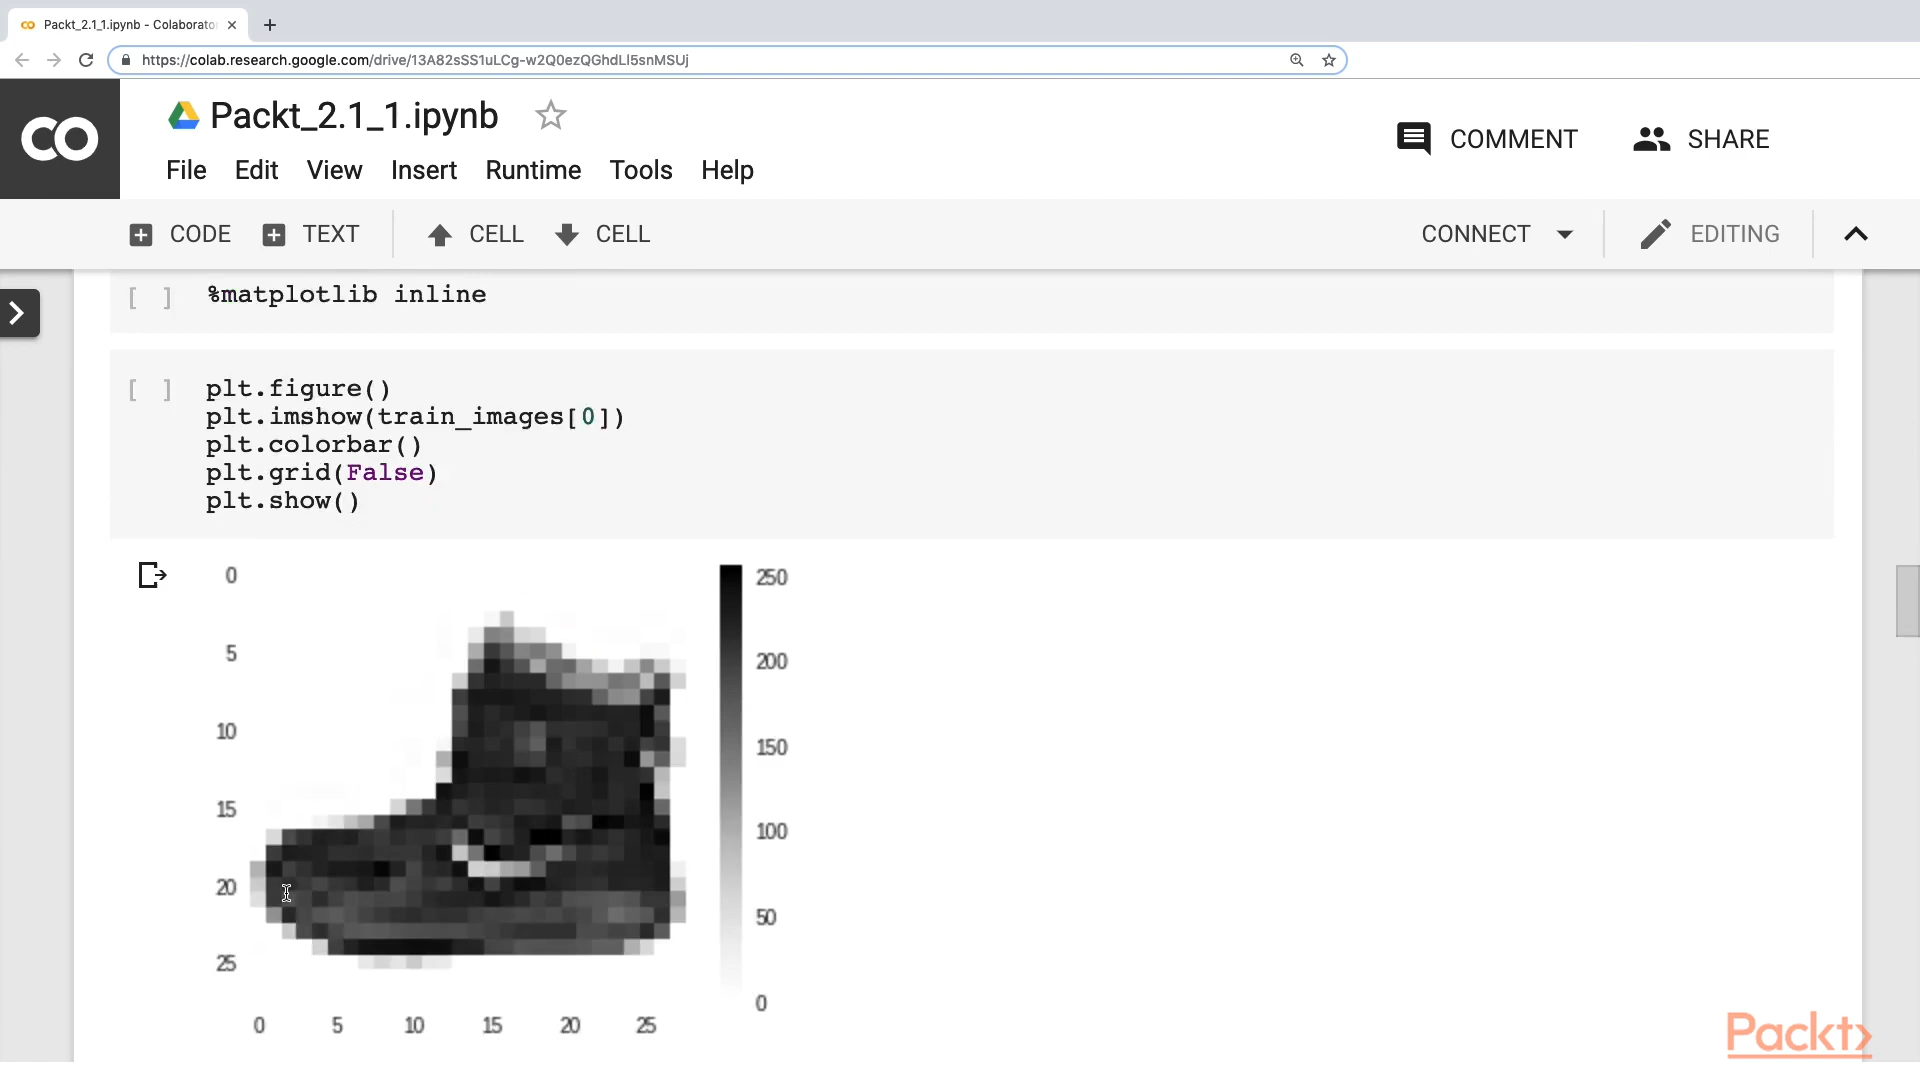 Packt_2.1_1.ipynb - Colaborato
https://colab.research.google.com/drive/13A82sSS1uLCg-w2Q0ezQGhdLl5snMSUj
CO
Packt_2.1_1.ipynb
COMMENT
SHARE
File Edit View Insert Runtime Tools Help
CODE TEXT CELL CELL
CONNECT
EDITING
[ ] %matplotlib inline
[ ] plt.figure()
plt.imshow(train_images[0])
plt.colorbar()
plt.grid(False)
plt.show()
0
5
10
15
20
25
0 5 10 15 20 25
250
200
150
100
50
0
Packt>